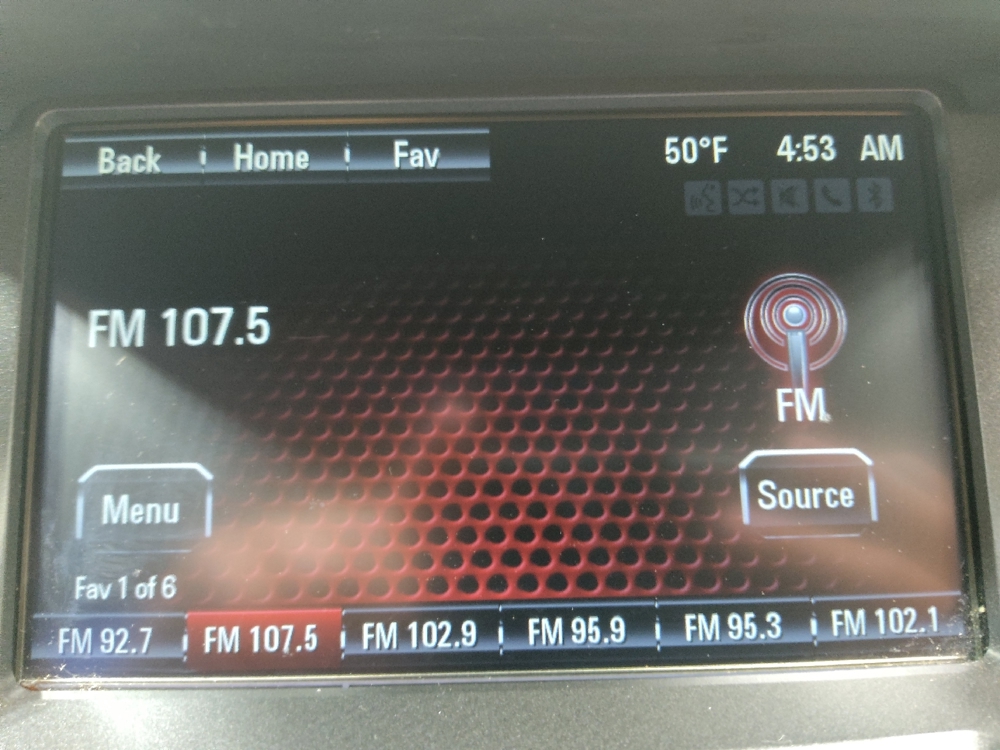 Back Home Fav 50°F 4:53 AM
FM 107.5
FM
Menu Source
Fav 1 of 6
FM 92.7 FM 107.5 FM 102.9 FM 95.9 FM 95.3 FM 102.1